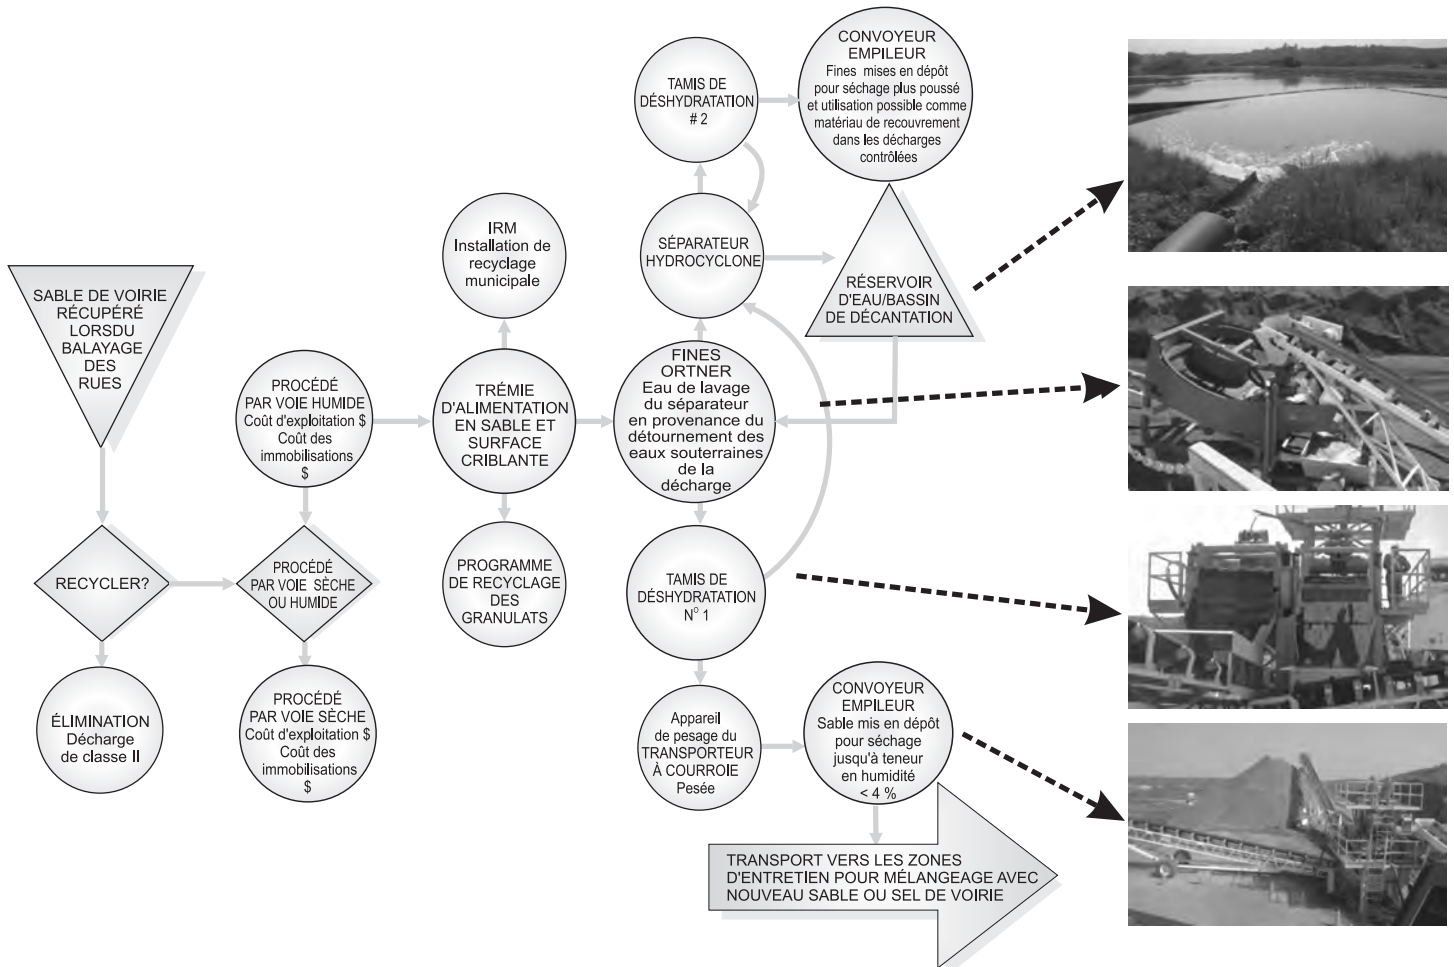 SABLE DE VOIRIE
RÉCUPÉRÉ
LORSDU
BALAYAGE
DES
RUES
RECYCLER?
ÉLIMINATION
Décharge
de classe II
PROCÉDÉ
PAR VOIE HUMIDE
Coût d'exploitation $
Coût des
immobilisations
$
PROCÉDÉ
PAR VOIE SÈCHE
OU HUMIDE
PROCÉDÉ
PAR VOIE SÈCHE
Coût d'exploitation $
Coût des
immobilisations
$
IRM
Installation de
recyclage
municipale
TRÉMIE
D'ALIMENTATION
EN SABLE ET
SURFACE
CRIBLANTE
PROGRAMME
DE RECYCLAGE
DES
GRANULATS
TAMIS DE
DÉSHYDRATATION
# 2
SÉPARATEUR
HYDROCYCLONE
FINES
ORTNER
Eau de lavage
du séparateur
en provenance du
détournement des
eaux souterraines
de la
décharge
TAMIS DE
DÉSHYDRATATION
N° 1
Appareil
de pesage du
TRANSPORTEUR
À COURROIE
Pesée
CONVOYEUR
EMPILEUR
Fines mises en dépôt
pour séchage plus poussé
et utilisation possible comme
matériau de recouvrement
dans les décharges
contrôlées
RÉSERVOIR
D'EAU/BASSIN
DE DÉCANTATION
CONVOYEUR
EMPILEUR
Sable mis en dépôt
pour séchage
jusqu'à teneur
en humidité
< 4 %
TRANSPORT VERS LES ZONES
D'ENTRETIEN POUR MÉLANGEAGE AVEC
NOUVEAU SABLE OU SEL DE VOIRIE